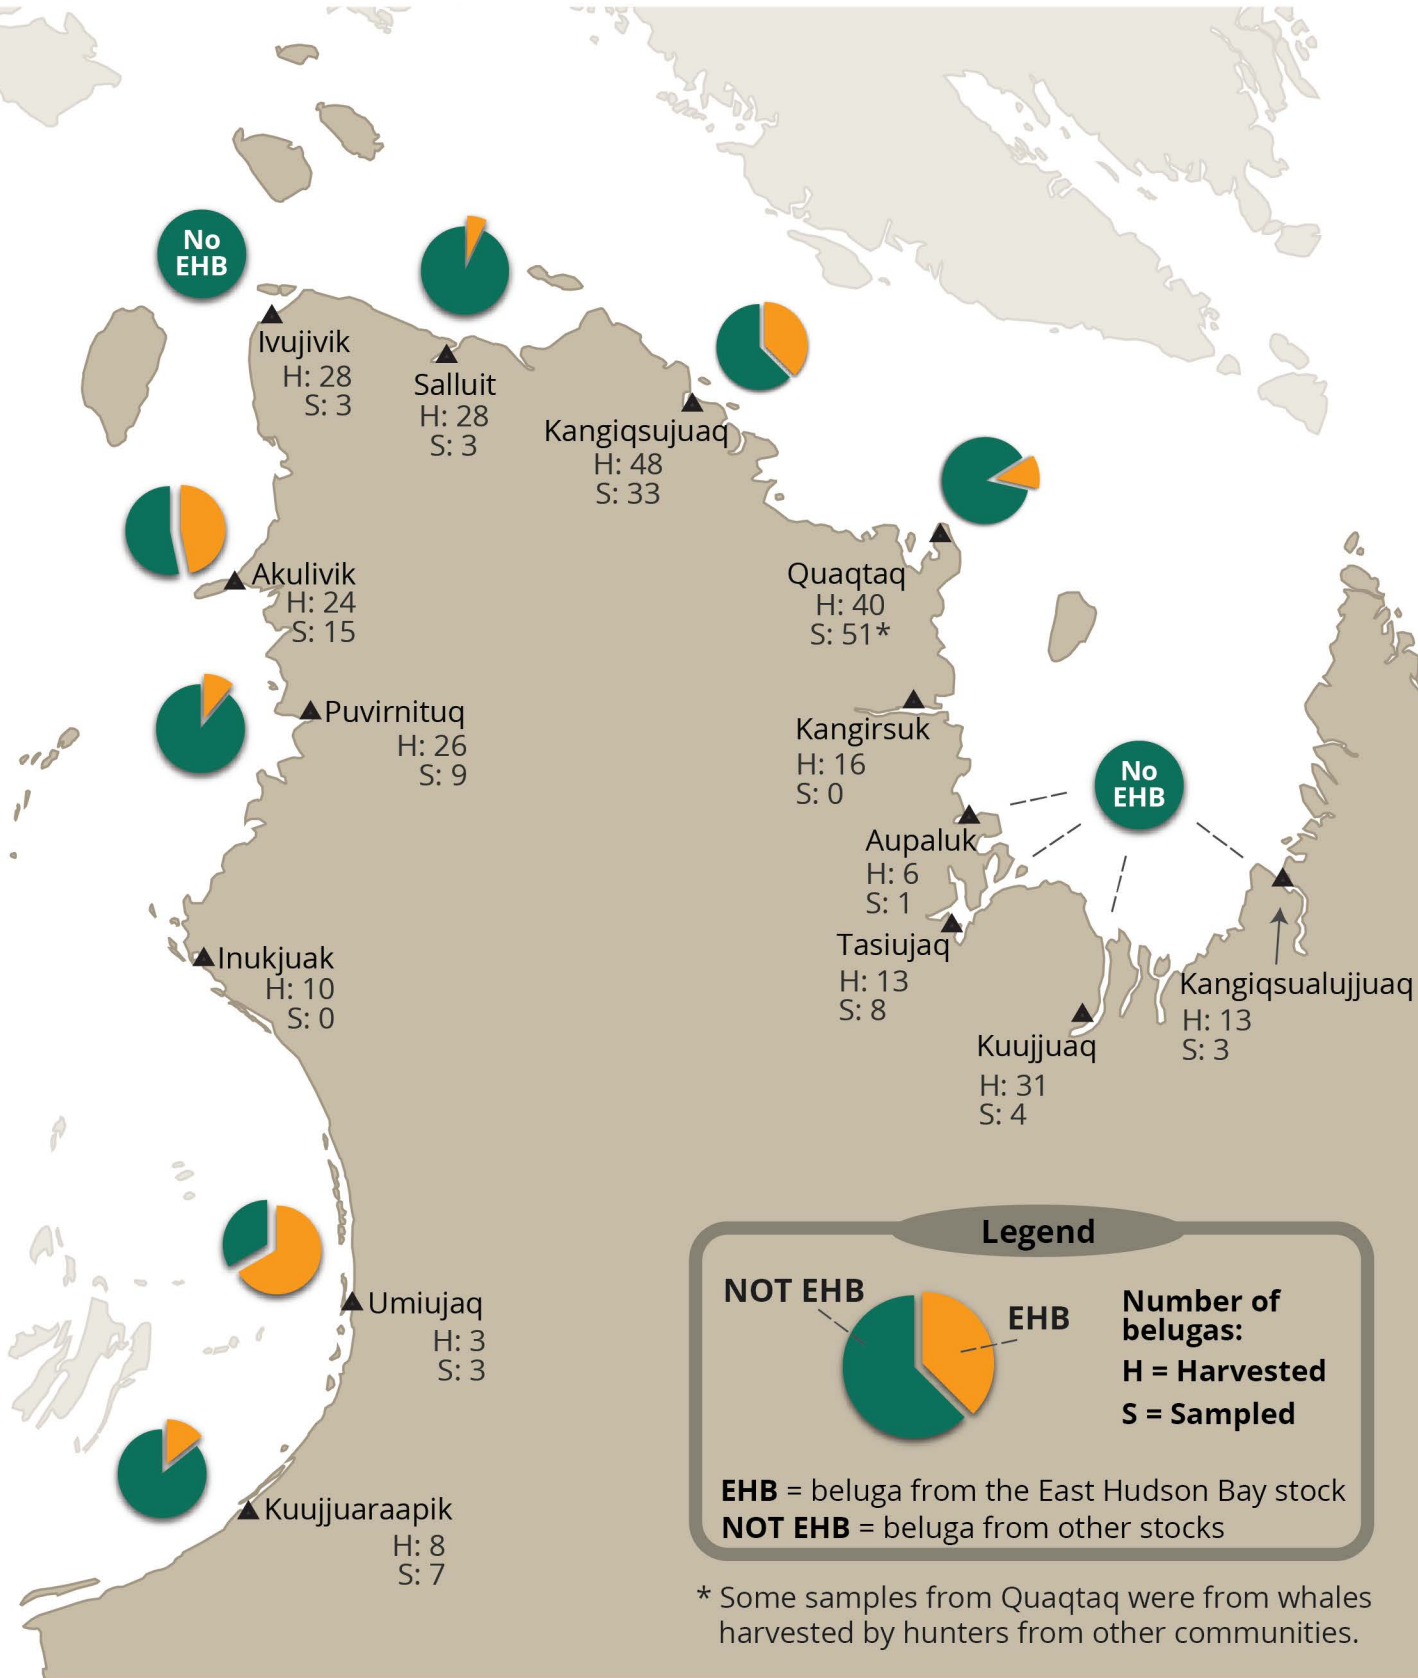 No
EHB
Ivujivik
H: 28
S: 3
Salluit
H: 28
S: 3
Kangiqsujuaq
H: 48
S: 33
Akulivik
H: 24
S: 15
Quaqtaq
H: 40
S: 51*
Puvirnituq
H: 26
S: 9
Kangirsuk
H: 16
S: 0
No
EHB
Aupaluk
H: 6
S: 1
Tasiujaq
H: 13
S: 8
Inukjuak
H: 10
S: 0
Kangiqsualujjuaq
H: 13
S: 3
Kuujjuaq
H: 31
S: 4
Umiujaq
H: 3
S: 3
Kuujjuaraapik
H: 8
S: 7
Legend
NOT EHB
EHB
Number of
belugas:
H = Harvested
S = Sampled
EHB = beluga from the East Hudson Bay stock
NOT EHB = beluga from other stocks
* Some samples from Quaqtaq were from whales
harvested by hunters from other communities.